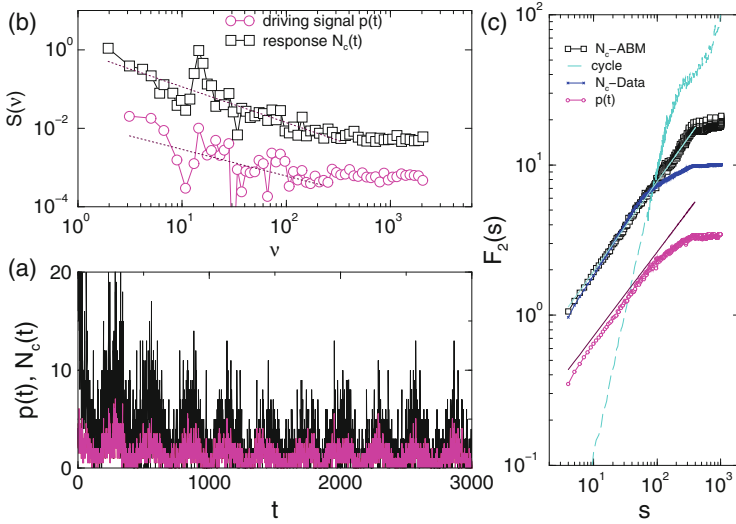 (b)
driving signal p(t)
response N_c(t)
S(ν)
10^0
10^-2
10^-4
10^0 10^1 10^2 10^3
ν
(a)
p(t), N_c(t)
20
15
10
5
0
0 1000 2000 3000
t
(c)
10^2
N_c-ABM
cycle
N_c-Data
p(t)
F_2(s)
10^1
10^0
10^-1
10^1 10^2 10^3
s